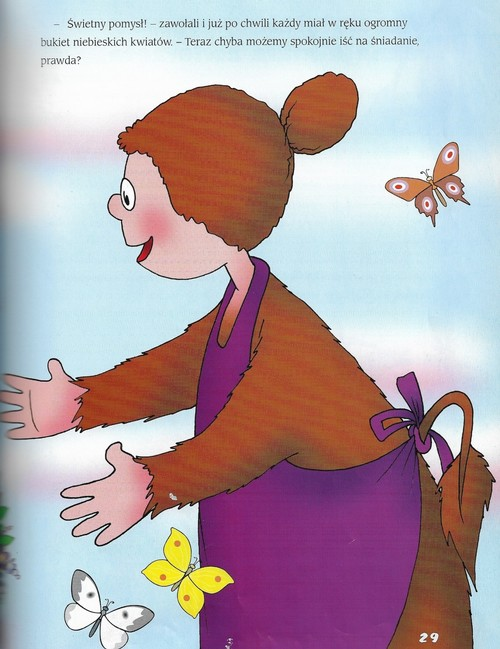 – Świetny pomysł! – zawołali i już po chwili każdy miał w ręku ogromny
bukiet niebieskich kwiatów. – Teraz chyba możemy spokojnie iść na śniadanie,
prawda?
29